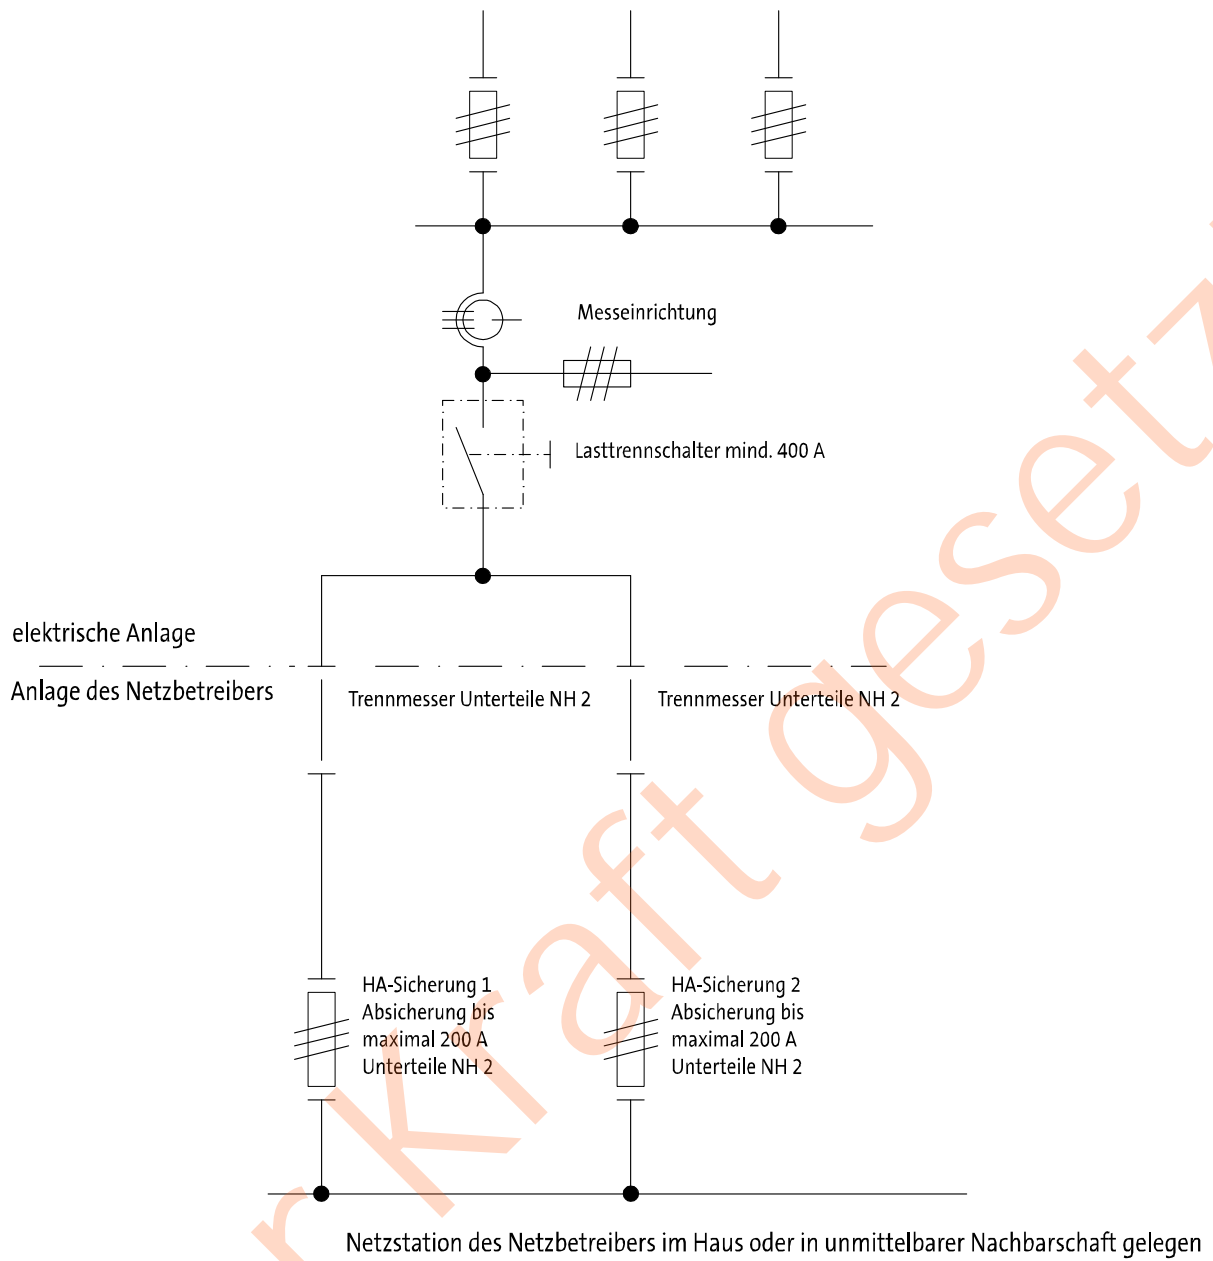 Messeinrichtung
Lasttrennschalter mind. 400 A
elektrische Anlage
Anlage des Netzbetreibers
Trennmesser Unterteile NH 2
Trennmesser Unterteile NH 2
HA-Sicherung 1
Absicherung bis
maximal 200 A
Unterteile NH 2
HA-Sicherung 2
Absicherung bis
maximal 200 A
Unterteile NH 2
Netzstation des Netzbetreibers im Haus oder in unmittelbarer Nachbarschaft gelegen
r Kraft gesetz